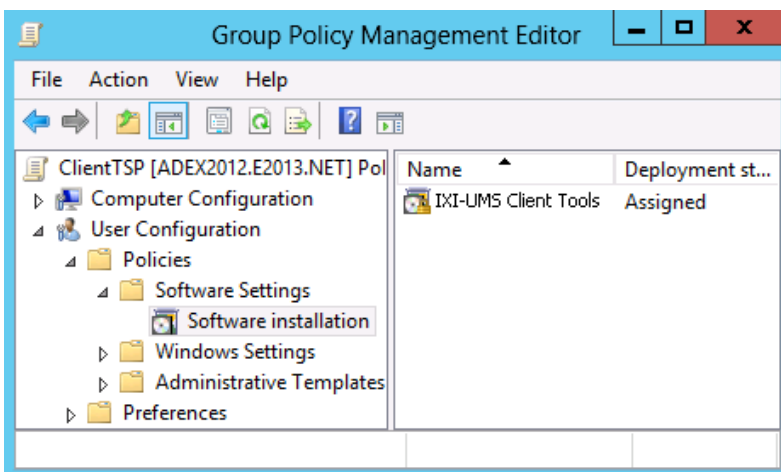 Group Policy Management Editor
File Action View Help
ClientTSP [ADEX2012.E2013.NET] Pol
Computer Configuration
User Configuration
Policies
Software Settings
Software installation
Windows Settings
Administrative Templates
Preferences
Name Deployment st...
IXI-UMS Client Tools Assigned